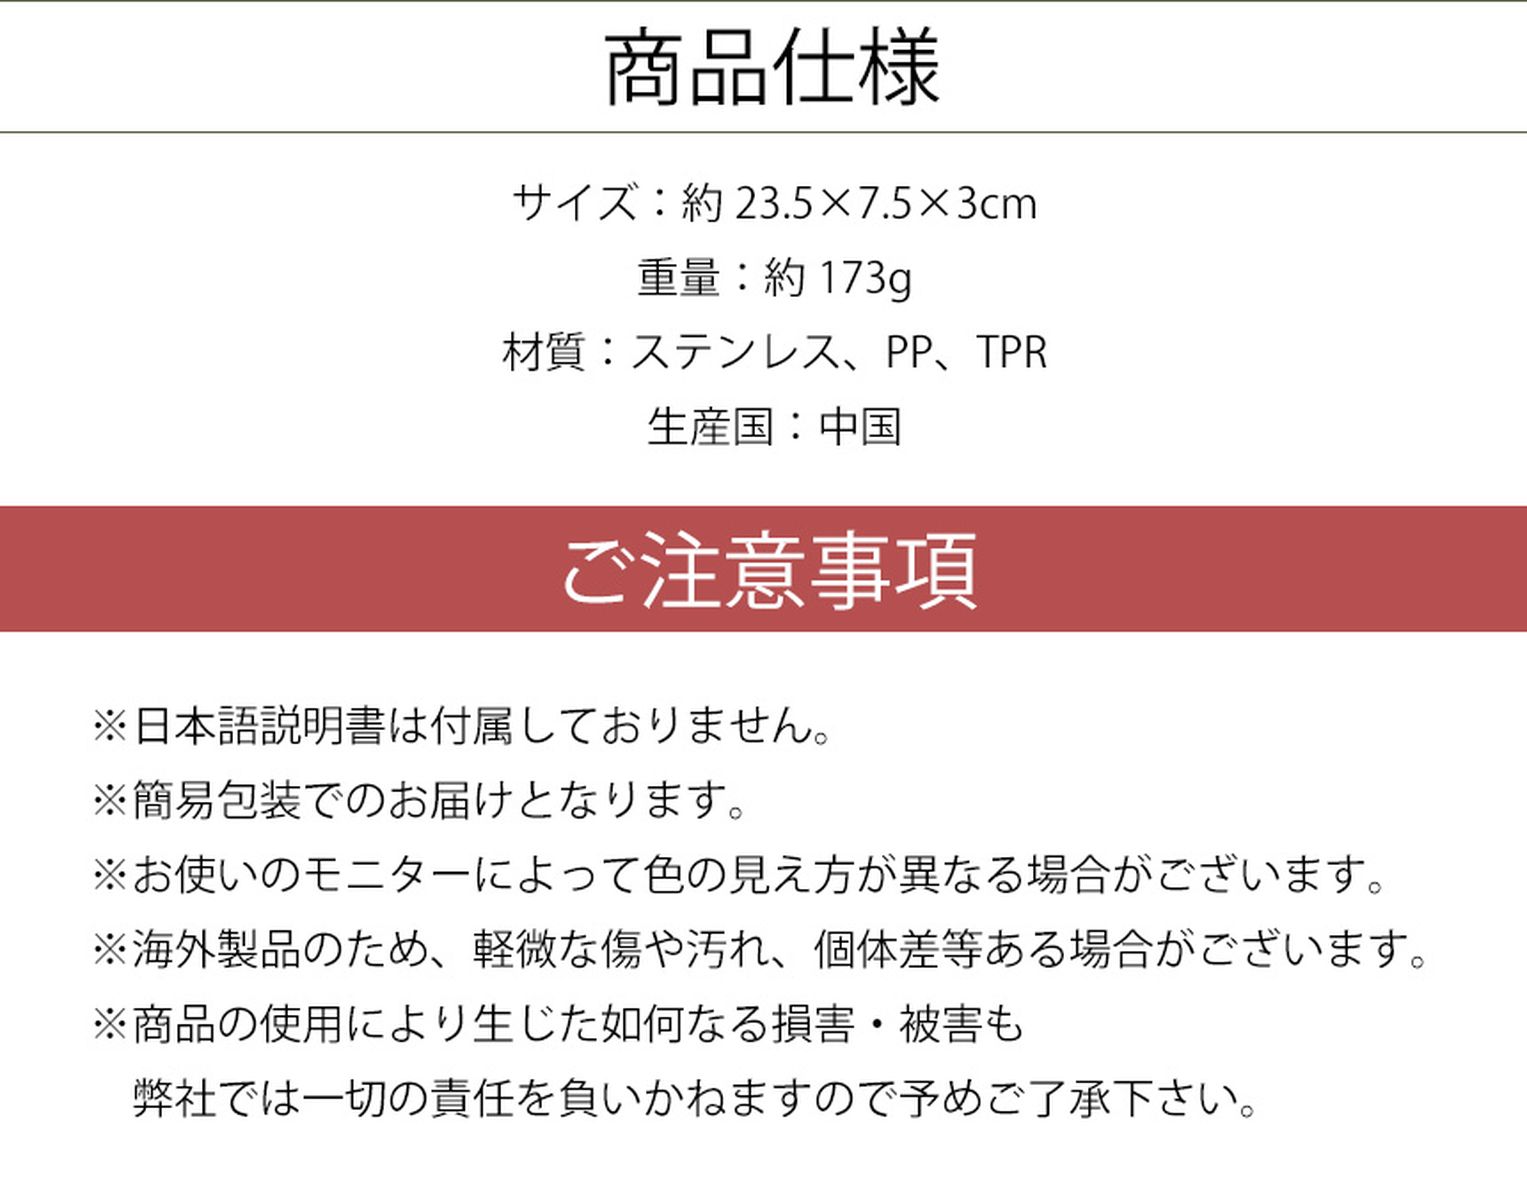 商品仕様
サイズ：約 23.5×7.5×3cm
重量：約 173g
材質：ステンレス、PP、TPR
生産国：中国
ご注意事項
※日本語説明書は付属しておりません。
※簡易包装でのお届けとなります。
※お使いのモニターによって色の見え方が異なる場合がございます。
※海外製品のため、軽微な傷や汚れ、個体差等ある場合がございます。
※商品の使用により生じた如何なる損害・被害も
弊社では一切の責任を負いかねますので予めご了承下さい。